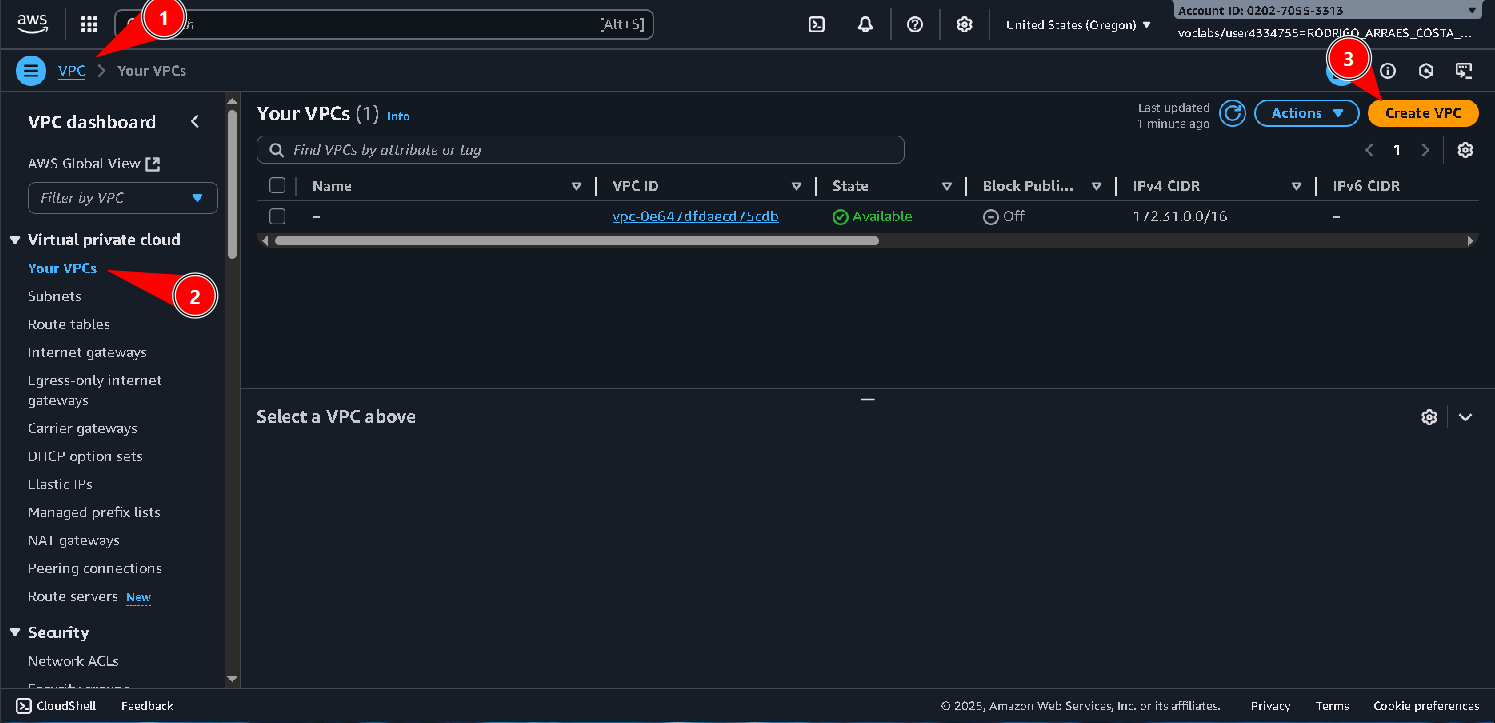 aws
[Alt+S]
United States (Oregon)
Account ID: 0202-7055-3313
voclabs/user4334755=RODRIGO_ARRAES_COSTA_...
1
VPC
Your VPCs
3
VPC dashboard
AWS Global View
Filter by VPC
Virtual private cloud
Your VPCs
2
Subnets
Route tables
Internet gateways
Egress-only internet
gateways
Carrier gateways
DHCP option sets
Elastic IPs
Managed prefix lists
NAT gateways
Peering connections
Route servers New
Security
Network ACLs
Security groups
Your VPCs (1) Info
Last updated
1 minute ago
Actions
Create VPC
Find VPCs by attribute or tag
1
Name VPC ID State Block Publi... IPv4 CIDR IPv6 CIDR
– vpc-0e647dfdaecd75cdb Available Off 172.31.0.0/16 –
Select a VPC above
CloudShell Feedback © 2025, Amazon Web Services, Inc. or its affiliates. Privacy Terms Cookie preferences